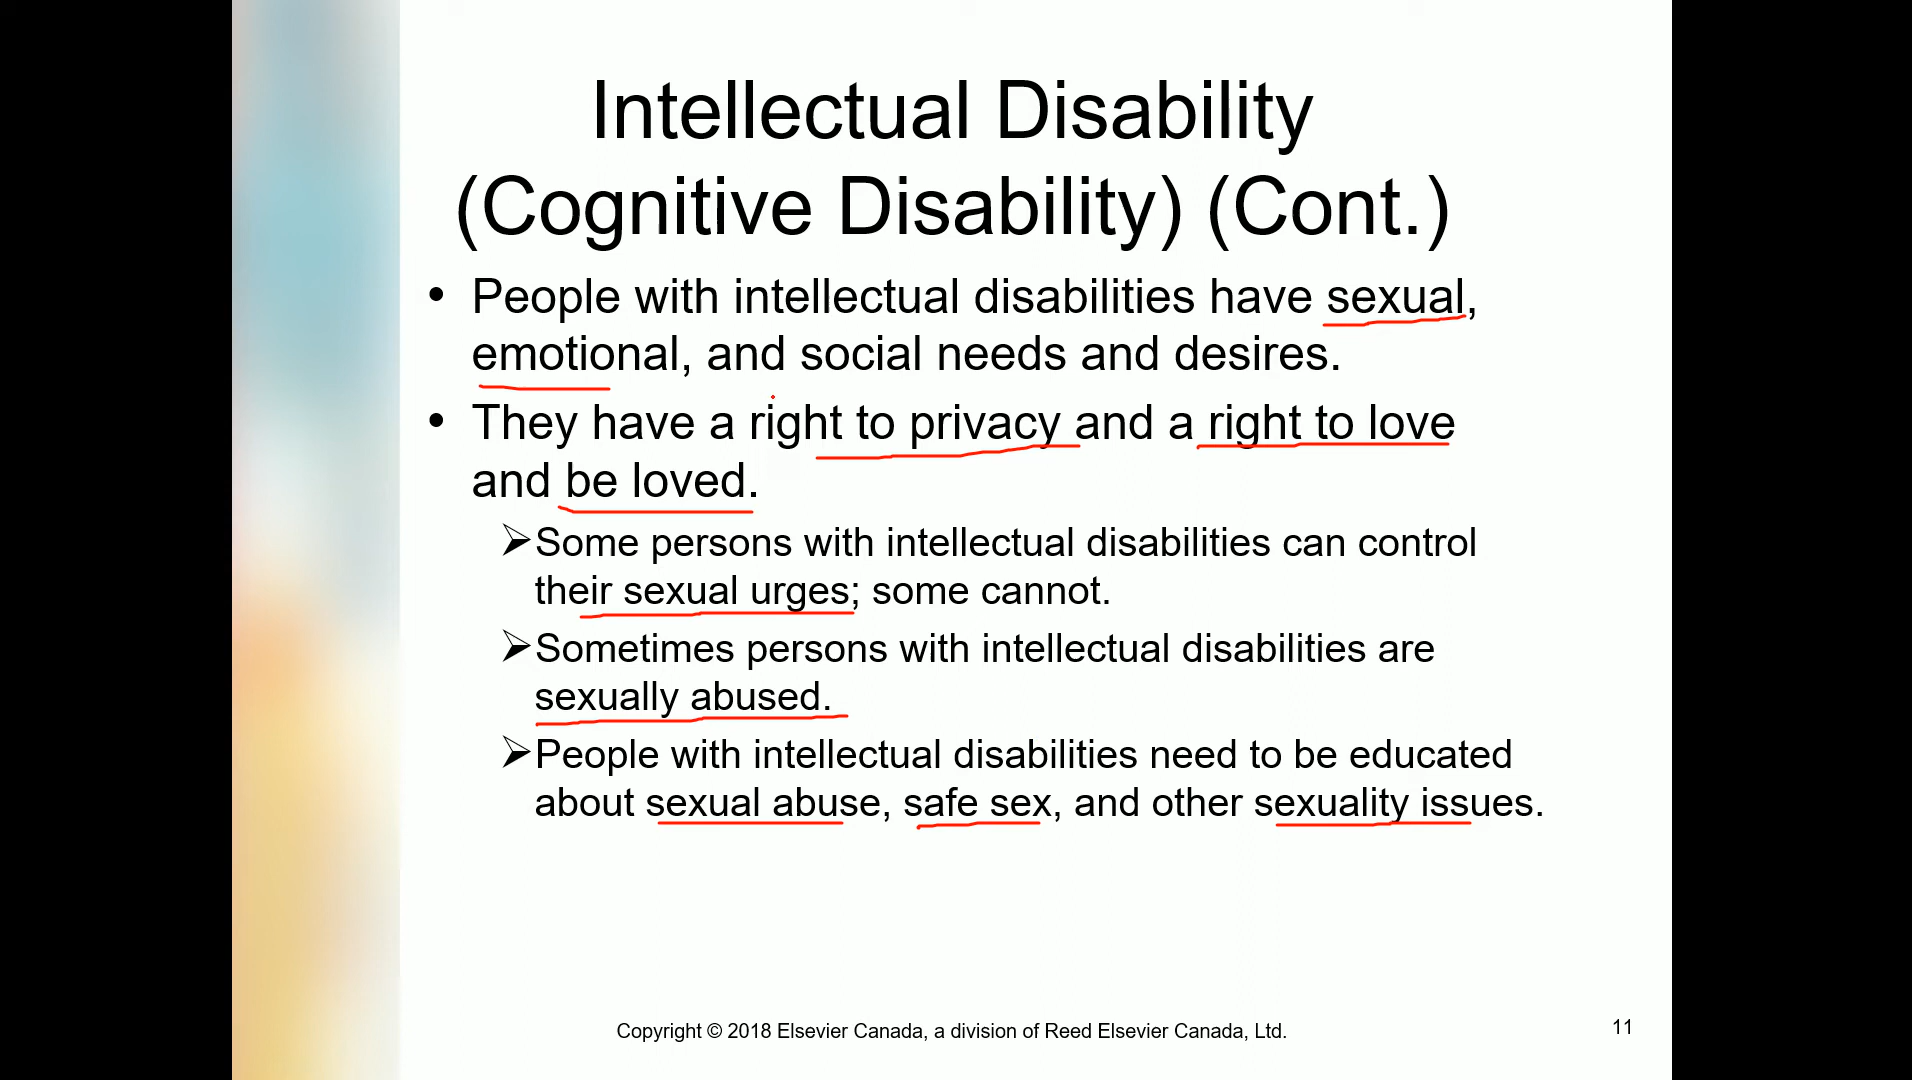 Intellectual Disability
(Cognitive Disability) (Cont.)
• People with intellectual disabilities have sexual,
emotional, and social needs and desires.
• They have a right to privacy and a right to love
and be loved.
➢Some persons with intellectual disabilities can control
their sexual urges; some cannot.
➢Sometimes persons with intellectual disabilities are
sexually abused.
➢People with intellectual disabilities need to be educated
about sexual abuse, safe sex, and other sexuality issues.
Copyright © 2018 Elsevier Canada, a division of Reed Elsevier Canada, Ltd.
11